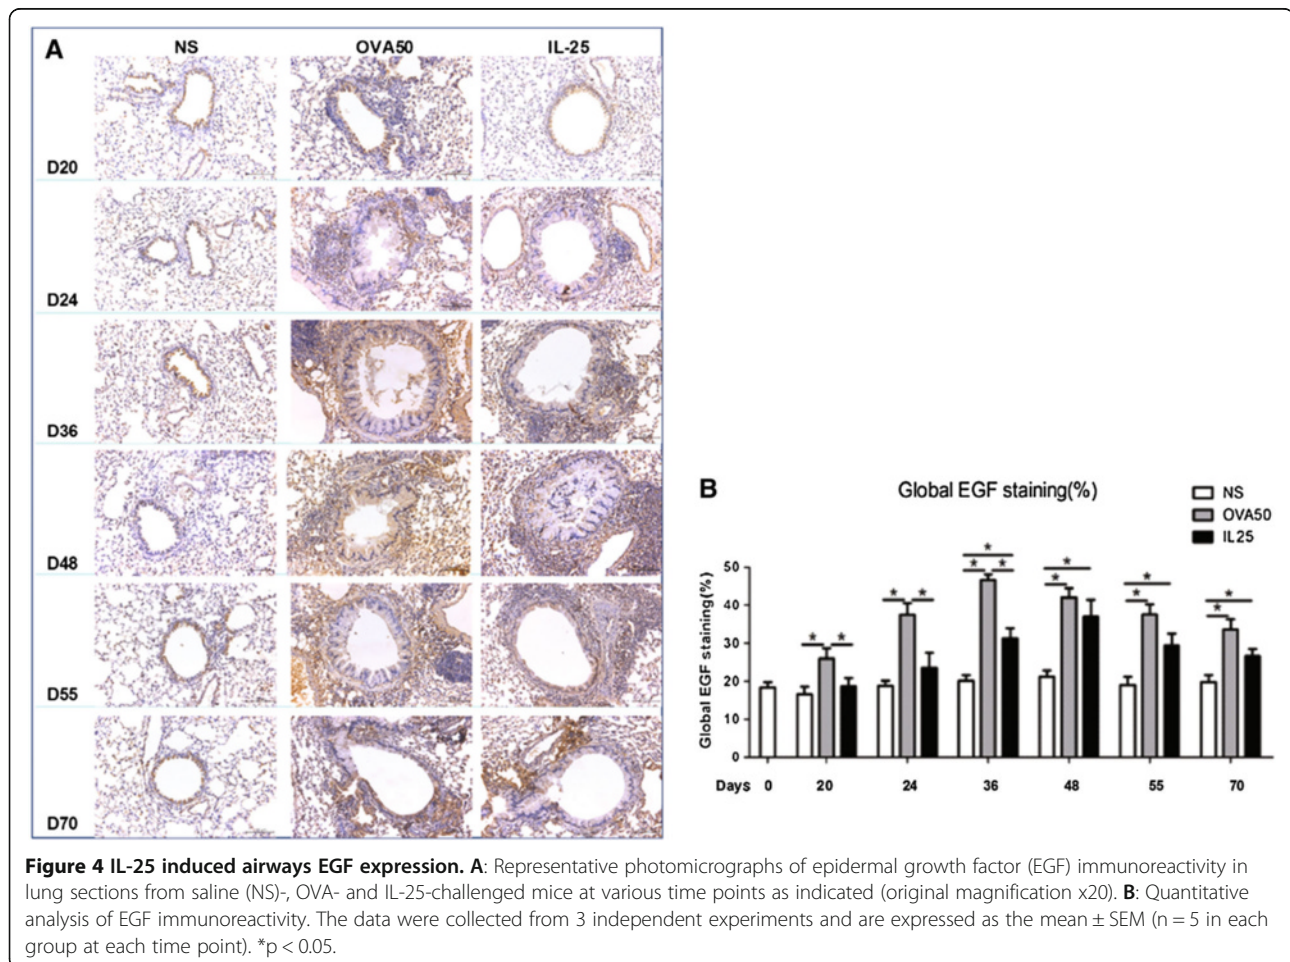 A
NS OVA50 IL-25
D20
D24
D36
D48
D55
D70
B
Global EGF staining(%)
NS
OVA50
IL25
Global EGF staining(%)
50
40
30
20
10
0
* *
* *
*
* *
*
*
*
*
*
*
Days 0 20 24 36 48 55 70
Figure 4 IL-25 induced airways EGF expression. A: Representative photomicrographs of epidermal growth factor (EGF) immunoreactivity in
lung sections from saline (NS)-, OVA- and IL-25-challenged mice at various time points as indicated (original magnification x20). B: Quantitative
analysis of EGF immunoreactivity. The data were collected from 3 independent experiments and are expressed as the mean ± SEM (n = 5 in each
group at each time point). *p < 0.05.